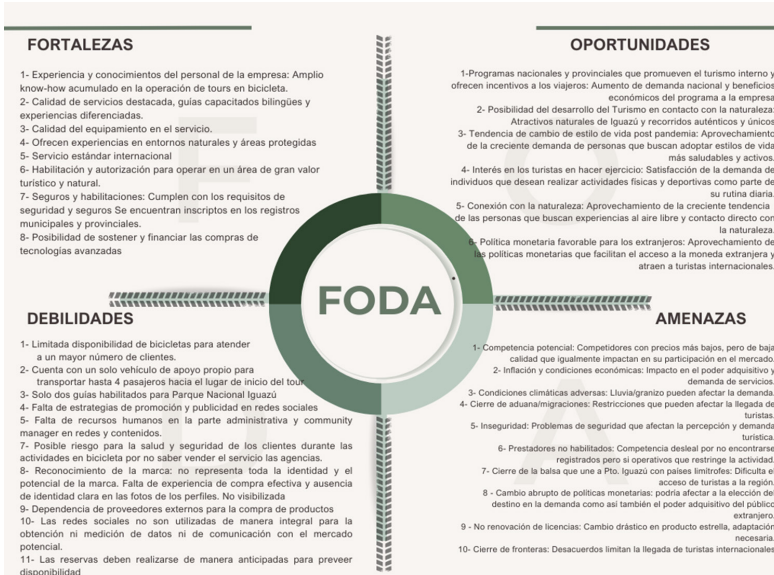 FORTALEZAS
1- Experiencia y conocimientos del personal de la empresa: Amplio
know-how acumulado en la operación de tours en bicicleta.
2- Calidad de servicios destacada, guías capacitados bilingües y
experiencias diferenciadas.
3- Calidad del equipamiento en el servicio.
4- Ofrecen experiencias en entornos naturales y áreas protegidas
5- Servicio estándar internacional
6- Habilitación y autorización para operar en un área de gran valor
turístico y natural.
7- Seguros y habilitaciones: Cumplen con los requisitos de
seguridad y seguros Se encuentran inscriptos en los registros
municipales y provinciales.
8- Posibilidad de sostener y financiar las compras de
tecnologías avanzadas
OPORTUNIDADES
1-Programas nacionales y provinciales que promueven el turismo interno y
ofrecen incentivos a los viajeros: Aumento de demanda nacional y beneficios
económicos del programa a la empresa
2- Posibilidad del desarrollo del Turismo en contacto con la naturaleza:
Atractivos naturales de Iguazú y recorridos auténticos y únicos
3- Tendencia de cambio de estilo de vida post pandemia: Aprovechamiento
de la creciente demanda de personas que buscan adoptar estilos de vida
más saludables y activos.
4- Interés en los turistas en hacer ejercicio: Satisfacción de la demanda de
individuos que desean realizar actividades físicas y deportivas como parte de
su rutina diaria.
5- Conexión con la naturaleza: Aprovechamiento de la creciente tendencia
de las personas que buscan experiencias al aire libre y contacto directo con
la naturaleza.
6- Política monetaria favorable para los extranjeros: Aprovechamiento de
las políticas monetarias que facilitan el acceso a la moneda extranjera y
atraen a turistas internacionales.
FODA
DEBILIDADES
1- Limitada disponibilidad de bicicletas para atender
a un mayor número de clientes.
2- Cuenta con un solo vehículo de apoyo propio para
transportar hasta 4 pasajeros hacia el lugar de inicio del tour
3- Solo dos guías habilitados para Parque Nacional Iguazú
4- Falta de estrategias de promoción y publicidad en redes sociales
5- Falta de recursos humanos en la parte administrativa y community
manager en redes y contenidos.
7- Posible riesgo para la salud y seguridad de los clientes durante las
actividades en bicicleta por no saber vender el servicio las agencias.
8- Reconocimiento de la marca: no representa toda la identidad y el
potencial de la marca. Falta de experiencia de compra efectiva y ausencia
de identidad clara en las fotos de los perfiles. No visibilizada
9- Dependencia de proveedores externos para la compra de productos
10- Las redes sociales no son utilizadas de manera integral para la
obtención ni medición de datos ni de comunicación con el mercado
potencial.
11- Las reservas deben realizarse de manera anticipadas para preveer
disponibilidad
AMENAZAS
1- Competencia potencial: Competidores con precios más bajos, pero de baja
calidad que igualmente impactan en su participación en el mercado.
2- Inflación y condiciones económicas: Impacto en el poder adquisitivo y
demanda de servicios.
3- Condiciones climáticas adversas: Lluvia/granizo pueden afectar la demanda.
4- Cierre de aduana/migraciones: Restricciones que pueden afectar la llegada de
turistas.
5- Inseguridad: Problemas de seguridad que afectan la percepción y demanda
turística.
6- Prestadores no habilitados: Competencia desleal por no encontrarse
registrados pero si operativos que restringe la actividad.
7- Cierre de la balsa que une a Pto. Iguazú con países limítrofes: Dificulta el
acceso de turistas a la región.
8 - Cambio abrupto de políticas monetarias: podría afectar a la elección del
destino en la demanda como así también el poder adquisitivo del público
extranjero.
9 - No renovación de licencias: Cambio drástico en producto estrella, adaptación
necesaria.
10- Cierre de fronteras: Desacuerdos limitan la llegada de turistas internacionales